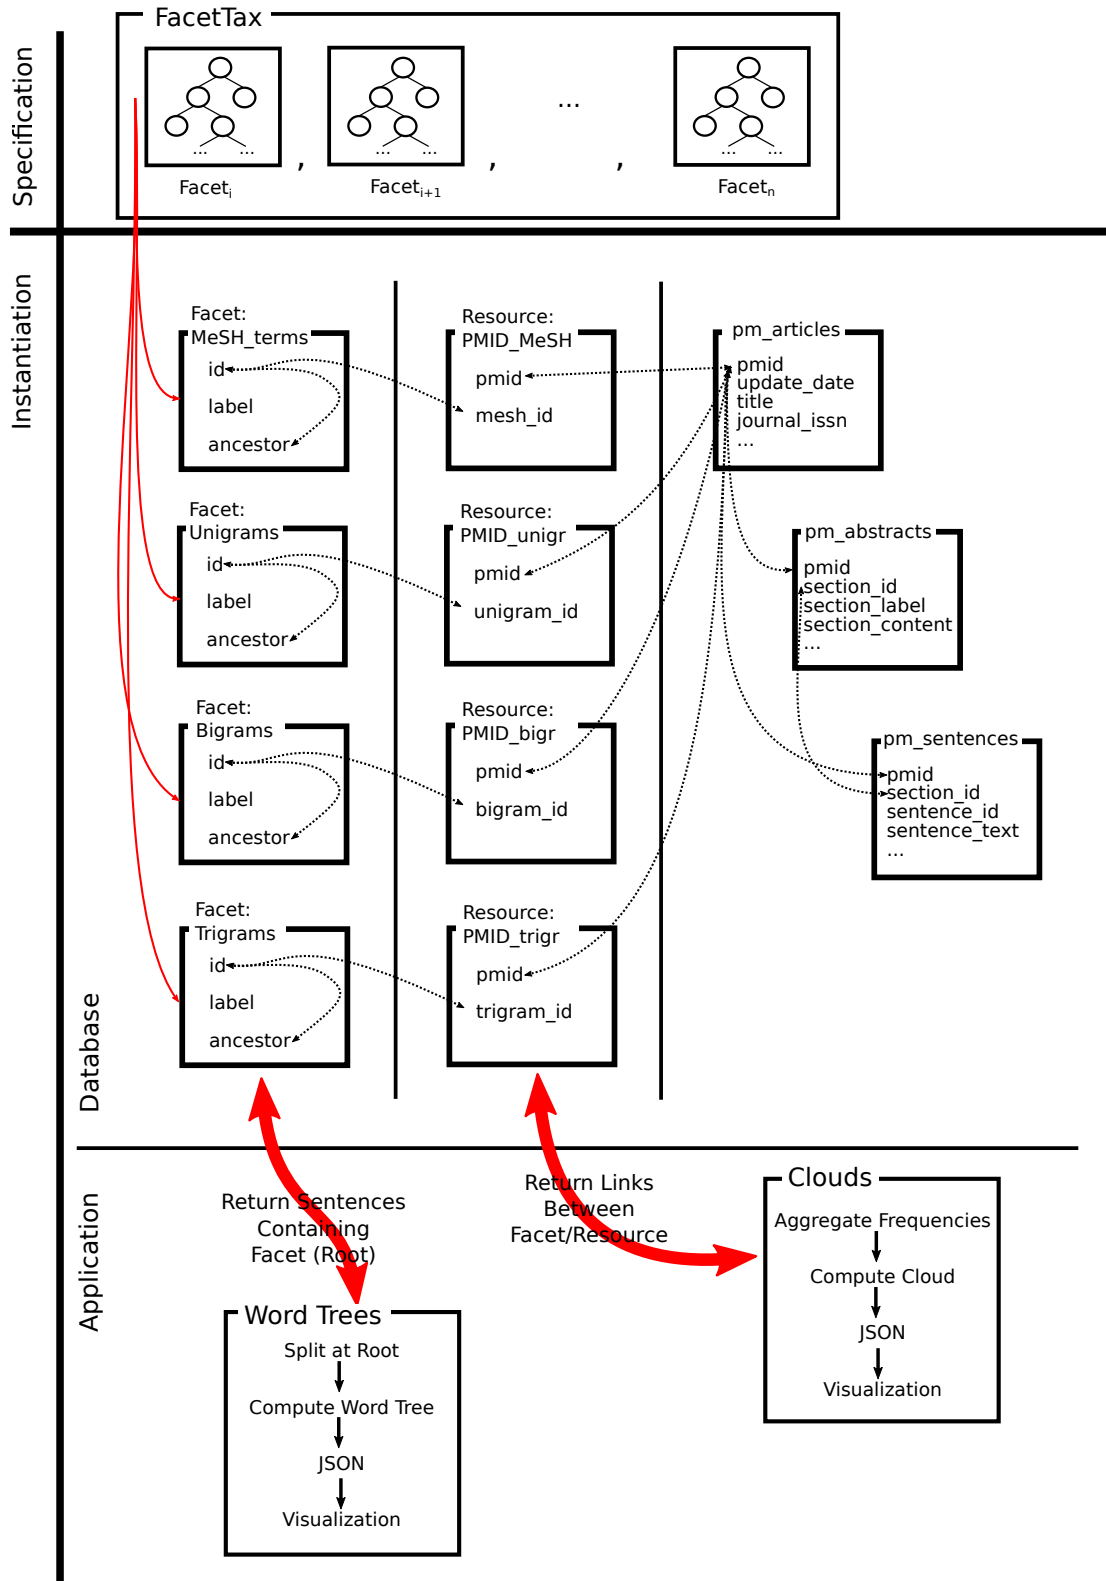 FacetTax
Specification
... ...
... ...
...
... ...
, , ,
Facet_i
Facet_i+1
Facet_n
Instantiation
Database
Facet:
MeSH_terms
id
label
ancestor
Resource:
PMID_MeSH
pmid
mesh_id
pm_articles
pmid
update_date
title
journal_issn
...
Facet:
Unigrams
id
label
ancestor
Resource:
PMID_unigr
pmid
unigram_id
pm_abstracts
pmid
section_id
section_label
section_content
...
Facet:
Bigrams
id
label
ancestor
Resource:
PMID_bigr
pmid
bigram_id
pm_sentences
pmid
section_id
sentence_id
sentence_text
...
Facet:
Trigrams
id
label
ancestor
Resource:
PMID_trigr
pmid
trigram_id
Application
Return Sentences
Containing
Facet (Root)
Return Links
Between
Facet/Resource
Clouds
Aggregate Frequencies
Compute Cloud
JSON
Visualization
Word Trees
Split at Root
Compute Word Tree
JSON
Visualization